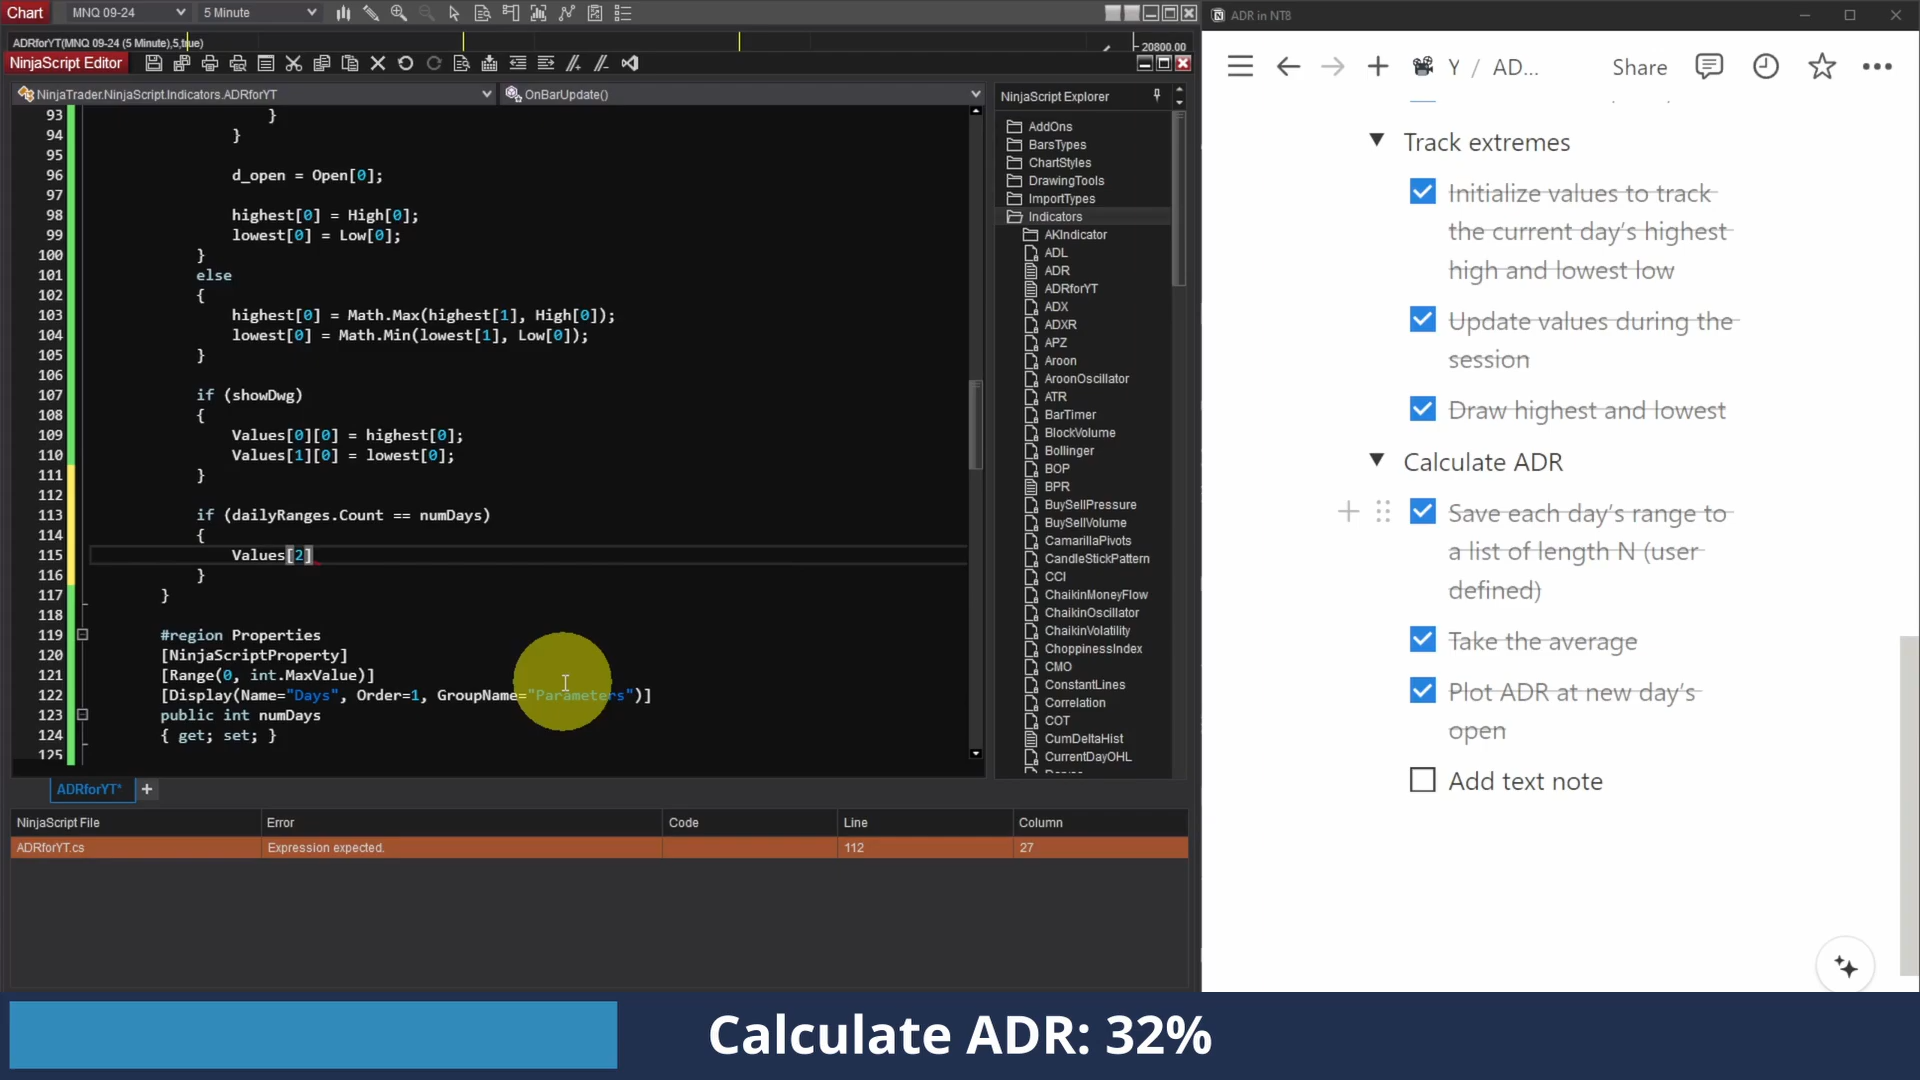 Chart MNQ 09-24 5 Minute
ADRforYT(MNQ 09-24 (5 Minute),5,true)
20800.00
NinjaScript Editor
NinjaTrader.NinjaScript.Indicators.ADRforYT OnBarUpdate()
93 }
94 }
95
96 d_open = Open[0];
97
98 highest[0] = High[0];
99 lowest[0] = Low[0];
100 }
101 else
102 {
103 highest[0] = Math.Max(highest[1], High[0]);
104 lowest[0] = Math.Min(lowest[1], Low[0]);
105 }
106
107 if (showDwg)
108 {
109 Values[0][0] = highest[0];
110 Values[1][0] = lowest[0];
111 }
112
113 if (dailyRanges.Count == numDays)
114 {
115 Values[2]
116 }
117 }
118
119 #region Properties
120 [NinjaScriptProperty]
121 [Range(0, int.MaxValue)]
122 [Display(Name="Days", Order=1, GroupName="Parameters")]
123 public int numDays
124 { get; set; }
125
NinjaScript Explorer
AddOns
BarsTypes
ChartStyles
DrawingTools
ImportTypes
Indicators
AKIndicator
ADL
ADR
ADRforYT
ADX
ADXR
APZ
Aroon
AroonOscillator
ATR
BarTimer
BlockVolume
Bollinger
BOP
BPR
BuySellPressure
BuySellVolume
CamarillaPivots
CandleStickPattern
CCI
ChaikinMoneyFlow
ChaikinOscillator
ChaikinVolatility
ChoppinessIndex
CMO
ConstantLines
Correlation
COT
CumDeltaHist
CurrentDayOHL
ADRforYT* +
NinjaScript File Error Code Line Column
ADRforYT.cs Expression expected. 112 27
ADR in NT8
Y / AD... Share
Track extremes
Initialize values to track
the current day's highest
high and lowest low
Update values during the
session
Draw highest and lowest
Calculate ADR
Save each day's range to
a list of length N (user
defined)
Take the average
Plot ADR at new day's
open
Add text note
Calculate ADR: 32%